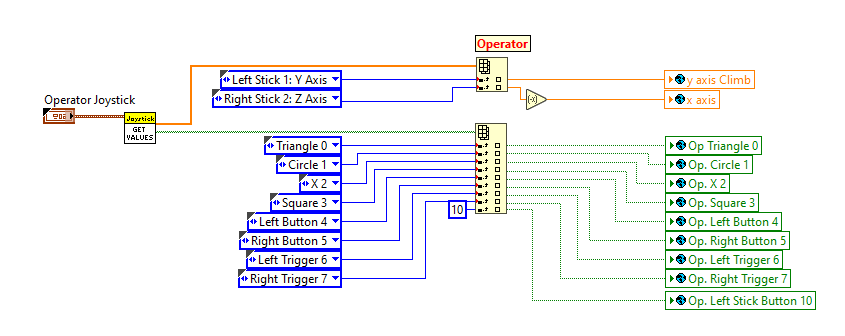 Operator
Left Stick 1: Y Axis
y axis Climb
Right Stick 2: Z Axis
(-x)
x axis
Operator Joystick
Joystick
GET
VALUES
Triangle 0
Op Triangle 0
Circle 1
Op. Circle 1
X 2
Op. X 2
Square 3
Op. Square 3
10
Left Button 4
Op. Left Button 4
Right Button 5
Op. Right Button 5
Left Trigger 6
Op. Left Trigger 6
Right Trigger 7
Op. Right Trigger 7
Op. Left Stick Button 10